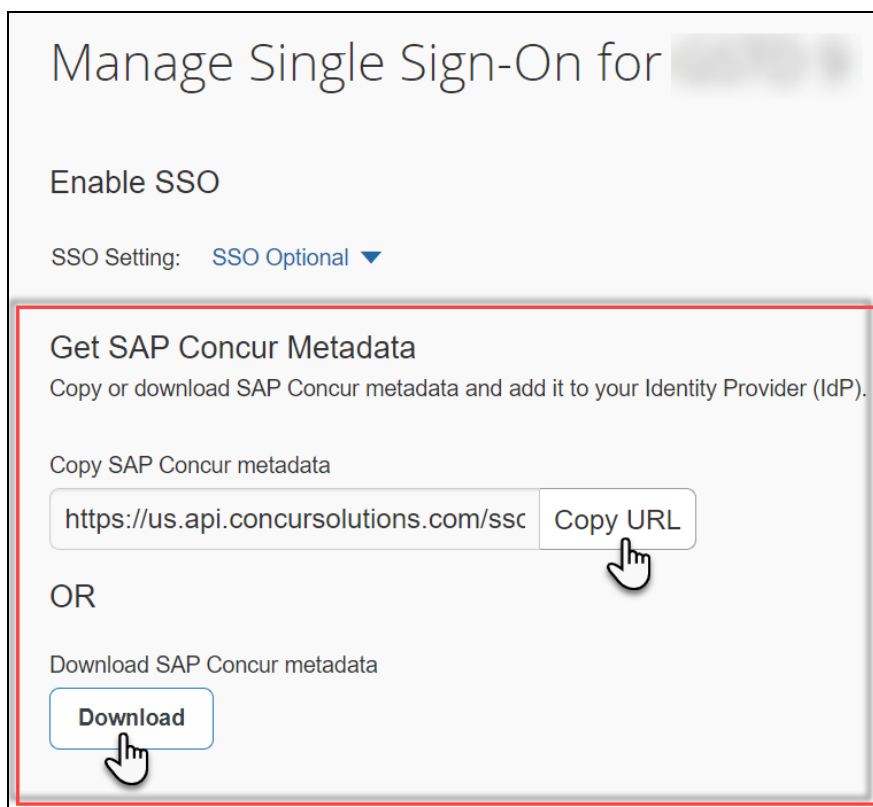 Manage Single Sign-On for
Enable SSO
SSO Setting: SSO Optional
Get SAP Concur Metadata
Copy or download SAP Concur metadata and add it to your Identity Provider (IdP).
Copy SAP Concur metadata
https://us.api.concursolutions.com/sso Copy URL
OR
Download SAP Concur metadata
Download